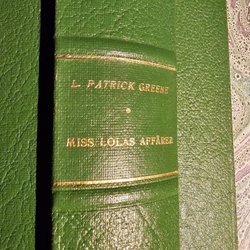 L. PATRICK GREENE
MISS LOLAS AFFÄRER